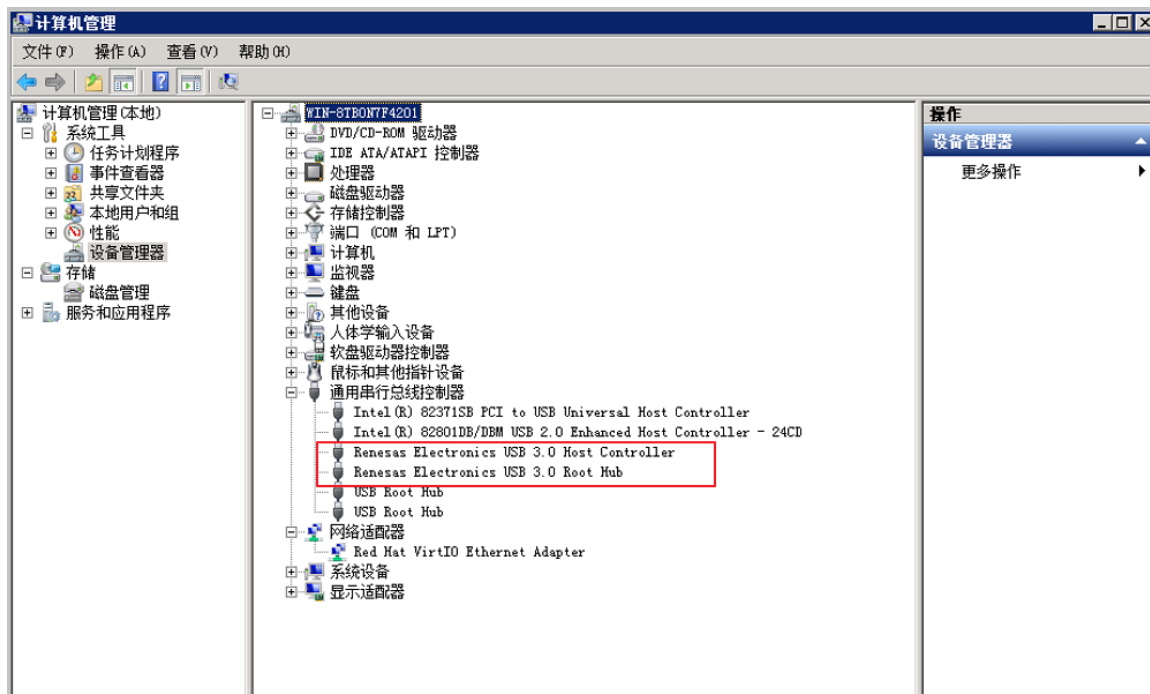 计算机管理
文件(F) 操作(A) 查看(V) 帮助(H)
计算机管理(本地)
系统工具
任务计划程序
事件查看器
共享文件夹
本地用户和组
性能
设备管理器
存储
磁盘管理
服务和应用程序
WIN-8TBON7F4201
DVD/CD-ROM 驱动器
IDE ATA/ATAPI 控制器
处理器
磁盘驱动器
存储控制器
端口 (COM 和 LPT)
计算机
监视器
键盘
其他设备
人体学输入设备
软盘驱动器控制器
鼠标和其他指针设备
通用串行总线控制器
Intel(R) 82371SB PCI to USB Universal Host Controller
Intel(R) 82801DB/DBM USB 2.0 Enhanced Host Controller - 24CD
Renesas Electronics USB 3.0 Host Controller
Renesas Electronics USB 3.0 Root Hub
USB Root Hub
USB Root Hub
网络适配器
Red Hat VirtIO Ethernet Adapter
系统设备
显示适配器
操作
设备管理器
更多操作